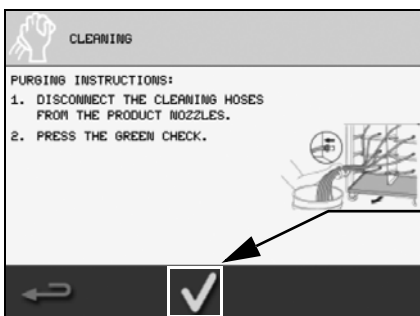 CLEANING
PURGING INSTRUCTIONS:
1. DISCONNECT THE CLEANING HOSES
FROM THE PRODUCT NOZZLES.
2. PRESS THE GREEN CHECK.